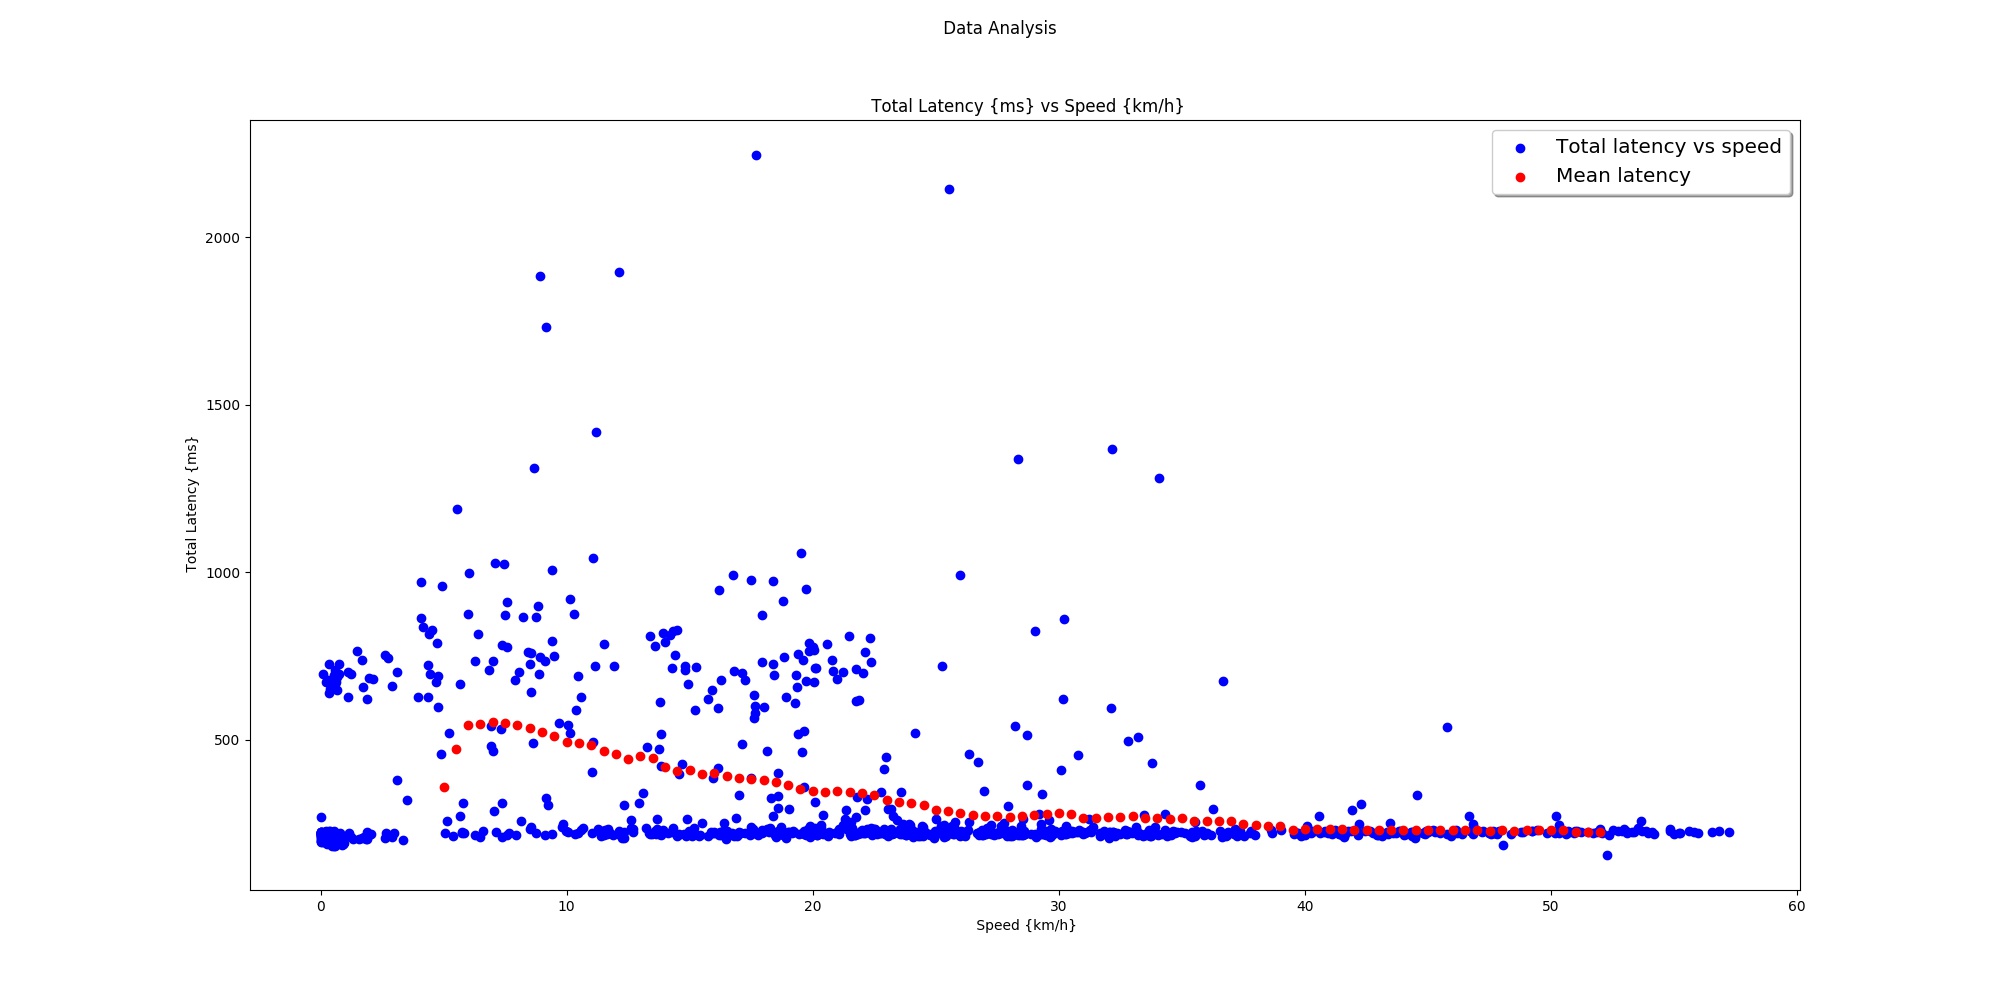 Data Analysis
Total Latency {ms} vs Speed {km/h}
Total latency vs speed
Mean latency
Total Latency {ms}
2000
1500
1000
500
0 10 20 30 40 50 60
Speed {km/h}